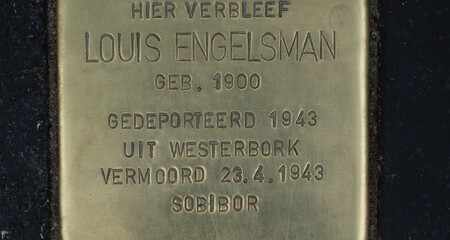 HIER VERBLEEF
LOUIS ENGELSMAN
GEB. 1900
GEDEPORTEERD 1943
UIT WESTERBORK
VERMOORD 23.4.1943
SOBIBOR